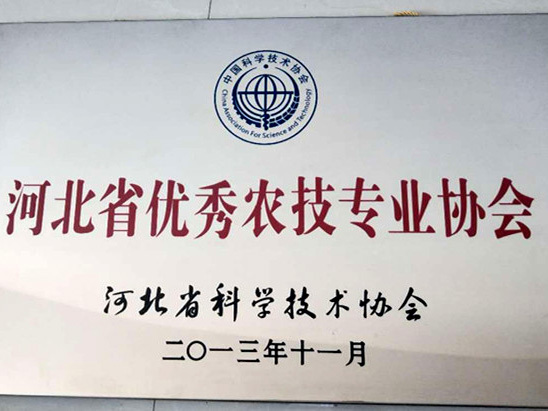 中国科学技术协会
China Association For Science and Technology
河北省优秀农技专业协会
河北省科学技术协会
二〇一三年十一月